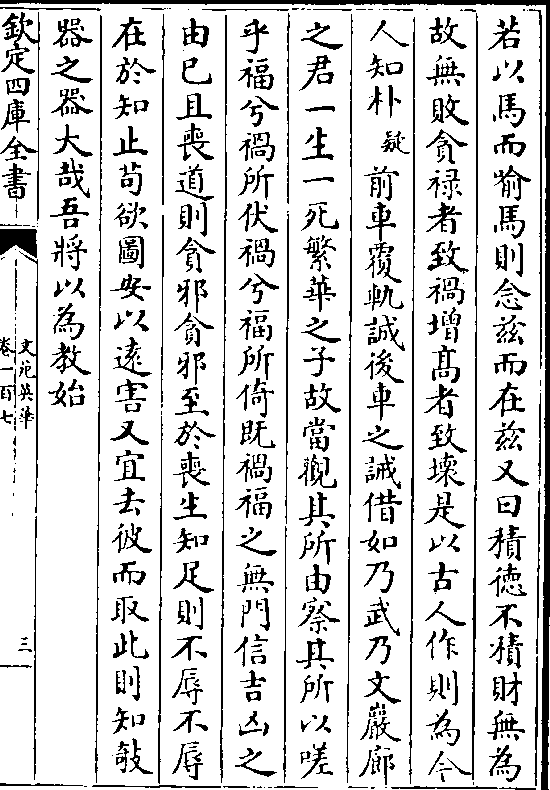 若以馬而喻馬則念兹而在兹又曰積德不積財無為
故無敗貪禄者致禍增髙者致壊是以古人作則為今
人知朴疑前車覆軌誠後車之誡借如乃武乃文巖廊
之君一生一死繁華之子故當觀其所由察其所以嗟
乎福兮禍所伏禍兮福所倚既禍福之無門信吉凶之
由已且喪道則貪邪貪邪至於喪生知足則不辱不辱
在於知止苟欲圖安以逺害又宜去彼而取此則知攲
器之器大哉吾將以為教始
欽定四庫全書
文苑英華
卷一百七
三